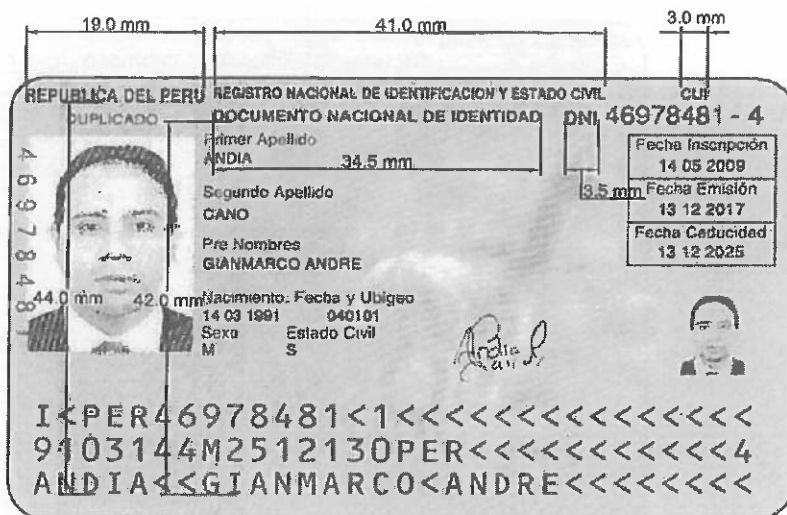 19.0 mm 41.0 mm 3.0 mm
REPUBLICA DEL PERU REGISTRO NACIONAL DE IDENTIFICACION Y ESTADO CIVIL CUI
DUPLICADO DOCUMENTO NACIONAL DE IDENTIDAD DNI 46978481 - 4
Primer Apellido
ANDIA
34.5 mm
Fecha Inscripción
14 05 2009
Segundo Apellido
CANO
3.5 mm
Fecha Emisión
13 12 2017
Pre Nombres
GIANMARCO ANDRE
Fecha Caducidad
13 12 2025
46978481
44.0 mm 42.0 mm
Nacimiento: Fecha y Ubigeo
14 03 1991 040101
Sexo Estado Civil
M S
Andia
I<PER46978481<1<<<<<<<<<<<<<<<
9103144M2512130PER<<<<<<<<<<<4
ANDIA<<GIANMARCO<ANDRE<<<<<<<<